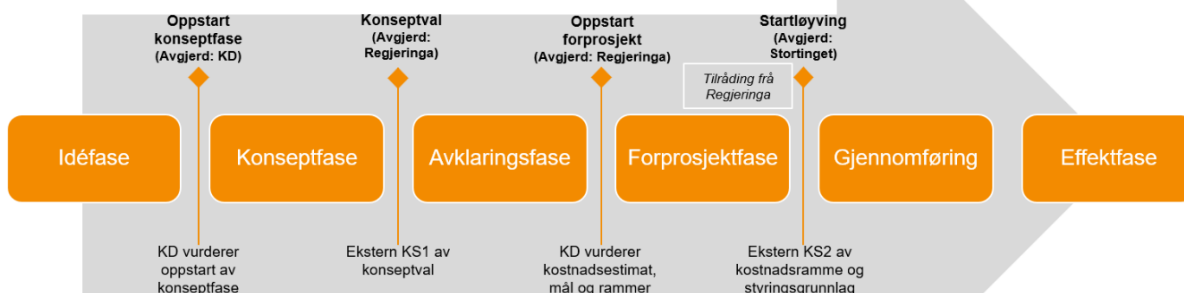 Oppstart
konseptfase
(Avgjerd: KD)
Konseptval
(Avgjerd:
Regjeringa)
Oppstart
forprosjekt
(Avgjerd: Regjeringa)
Startløyving
(Avgjerd:
Stortinget)
Tilråding frå
Regjeringa
Idéfase
Konseptfase
Avklaringsfase
Forprosjektfase
Gjennomføring
Effektfase
KD vurderer
oppstart av
konseptfase
Ekstern KS1 av
konseptval
KD vurderer
kostnadsestimat,
mål og rammer
Ekstern KS2 av
kostnadsramme og
styringsgrunnlag